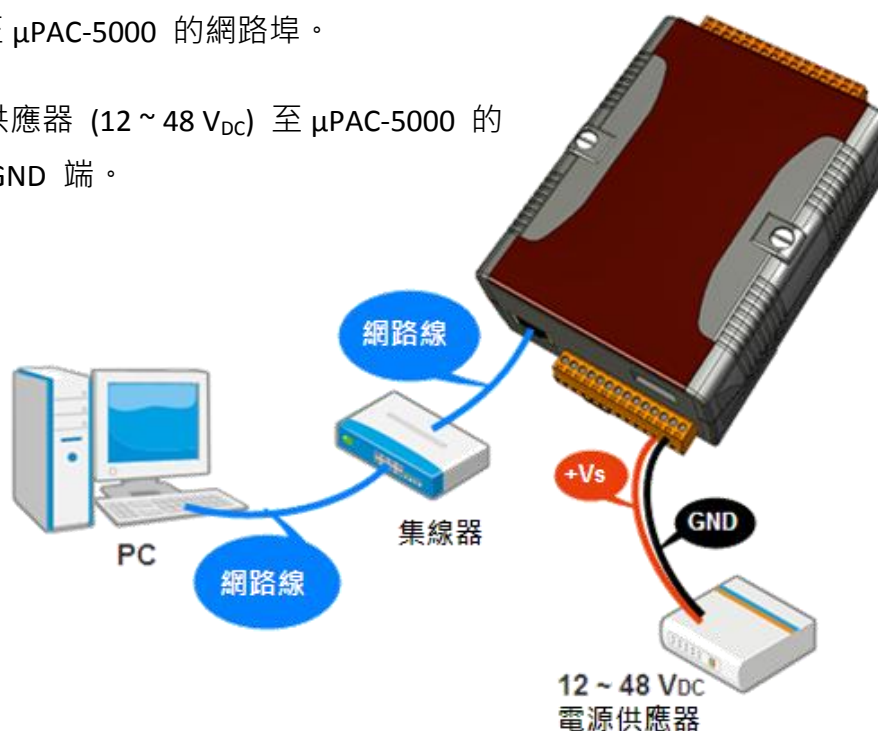 至 μPAC-5000 的網路埠。
供應器 (12 ~ 48 VDC) 至 μPAC-5000 的
GND 端。
網路線
+Vs
GND
集線器
PC
網路線
12 ~ 48 VDC
電源供應器